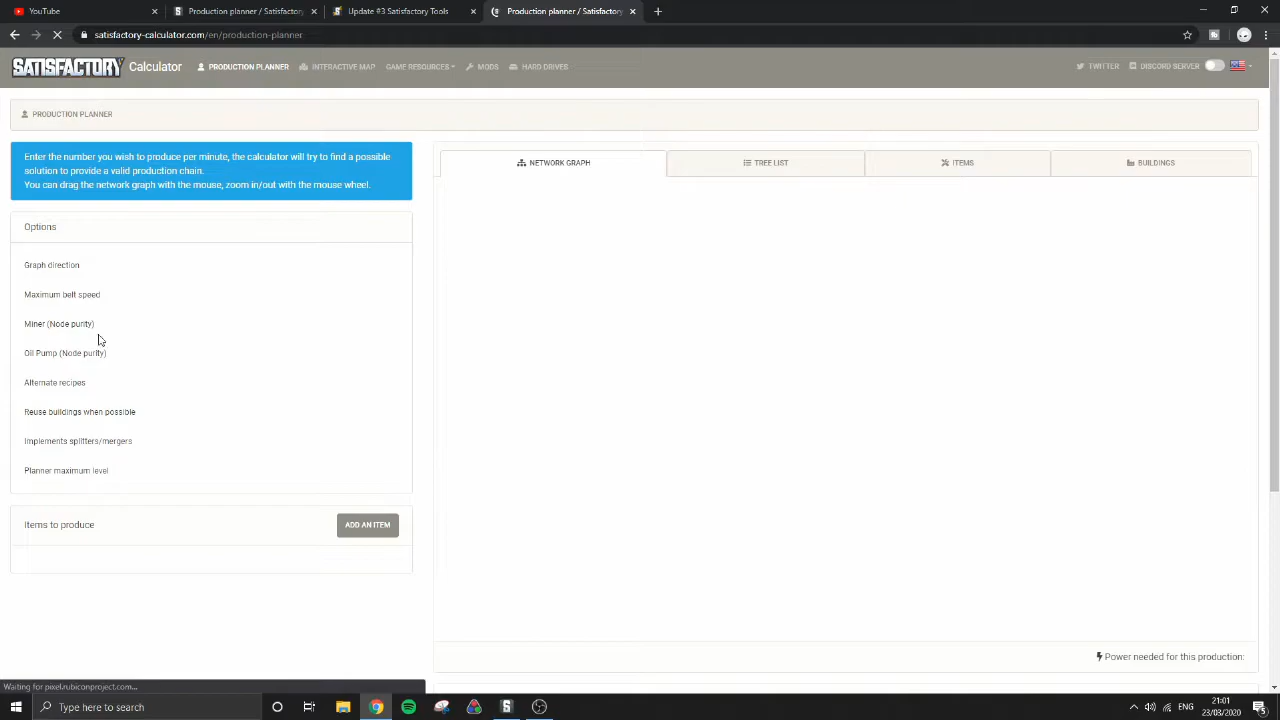 YouTube
Production planner / Satisfactory
Update #3 Satisfactory Tools
Production planner / Satisfactory
satisfactory-calculator.com/en/production-planner
SATISFACTORY Calculator
PRODUCTION PLANNER
INTERACTIVE MAP
GAME RESOURCES
MODS
HARD DRIVES
TWITTER
DISCORD SERVER
PRODUCTION PLANNER
Enter the number you wish to produce per minute, the calculator will try to find a possible
solution to provide a valid production chain.
You can drag the network graph with the mouse, zoom in/out with the mouse wheel.
NETWORK GRAPH
TREE LIST
ITEMS
BUILDINGS
Options
Graph direction
Maximum belt speed
Miner (Node purity)
Oil Pump (Node purity)
Alternate recipes
Reuse buildings when possible
Implements splitters/mergers
Planner maximum level
Items to produce
ADD AN ITEM
Power needed for this production:
Waiting for pixel.rubiconproject.com...
Type here to search
ENG
21:01
23/08/2020